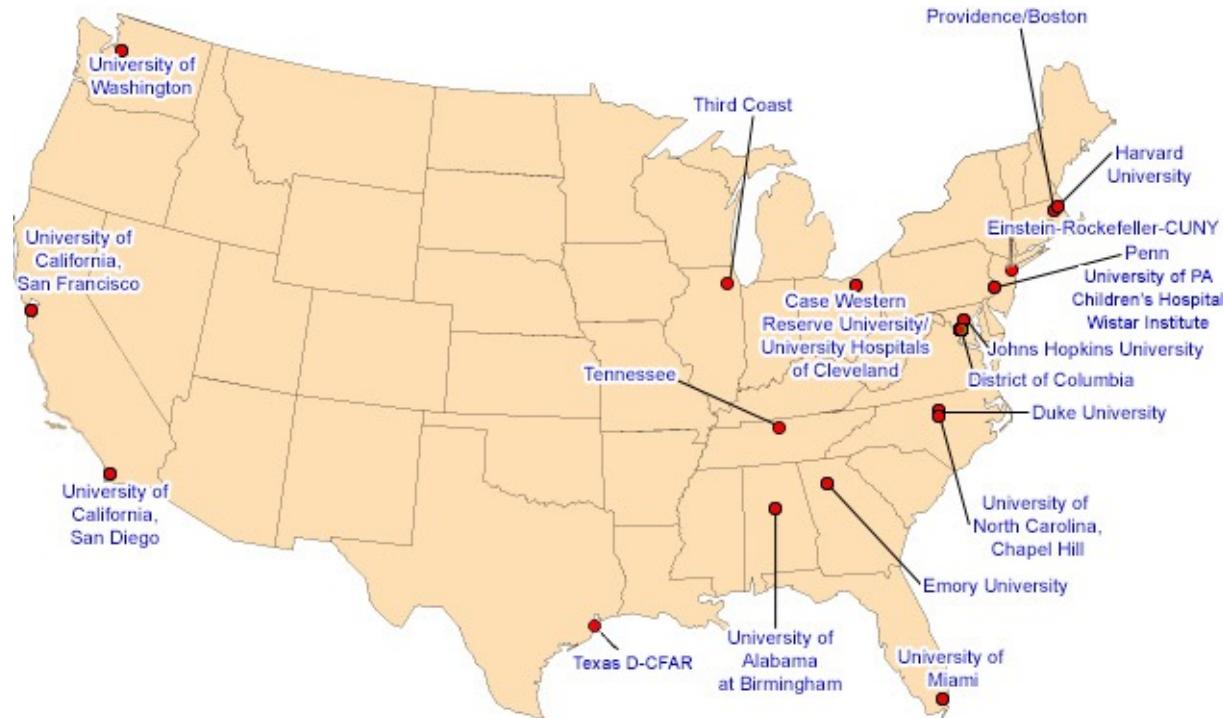 Providence/Boston
University of
Washington
Third Coast
Harvard
University
University of
California,
San Francisco
Einstein-Rockefeller-CUNY
Penn
University of PA
Children's Hospital
Wistar Institute
Case Western
Reserve University/
University Hospitals
of Cleveland
Johns Hopkins University
Tennessee
District of Columbia
Duke University
University of
California,
San Diego
University of
North Carolina,
Chapel Hill
Emory University
Texas D-CFAR
University of
Alabama
at Birmingham
University of
Miami